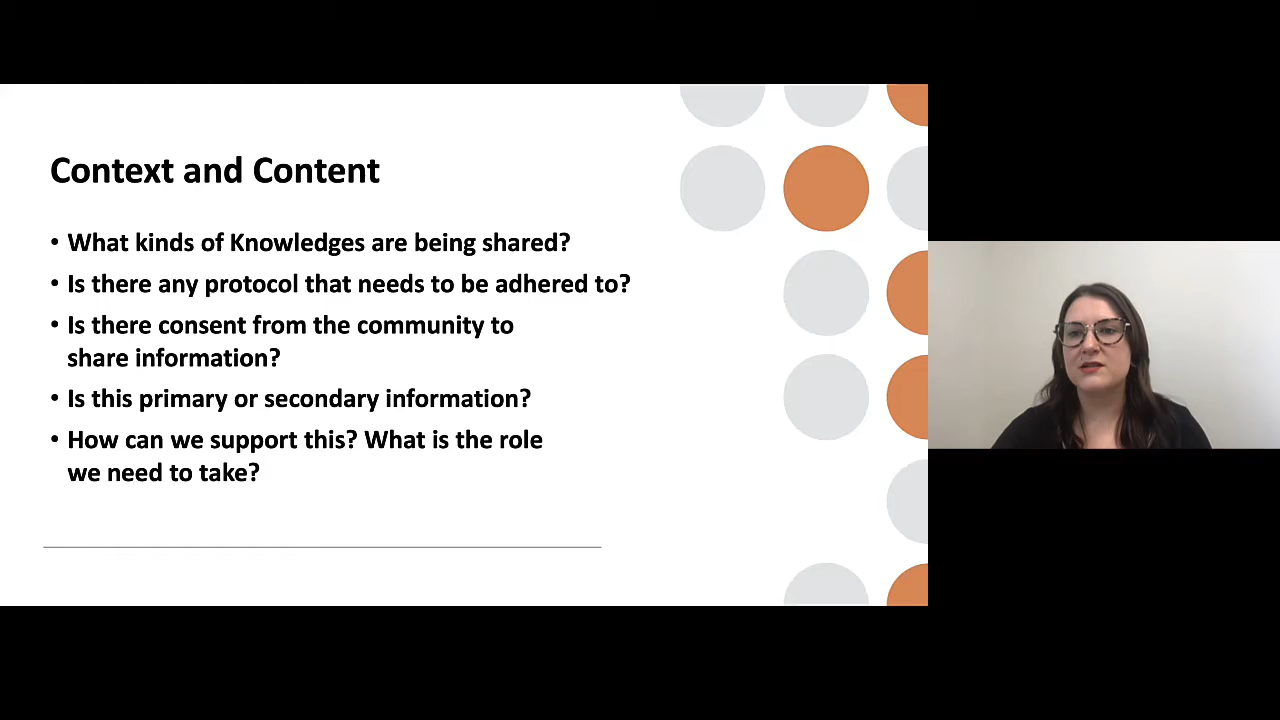 Context and Content
• What kinds of Knowledges are being shared?
• Is there any protocol that needs to be adhered to?
• Is there consent from the community to
share information?
• Is this primary or secondary information?
• How can we support this? What is the role
we need to take?